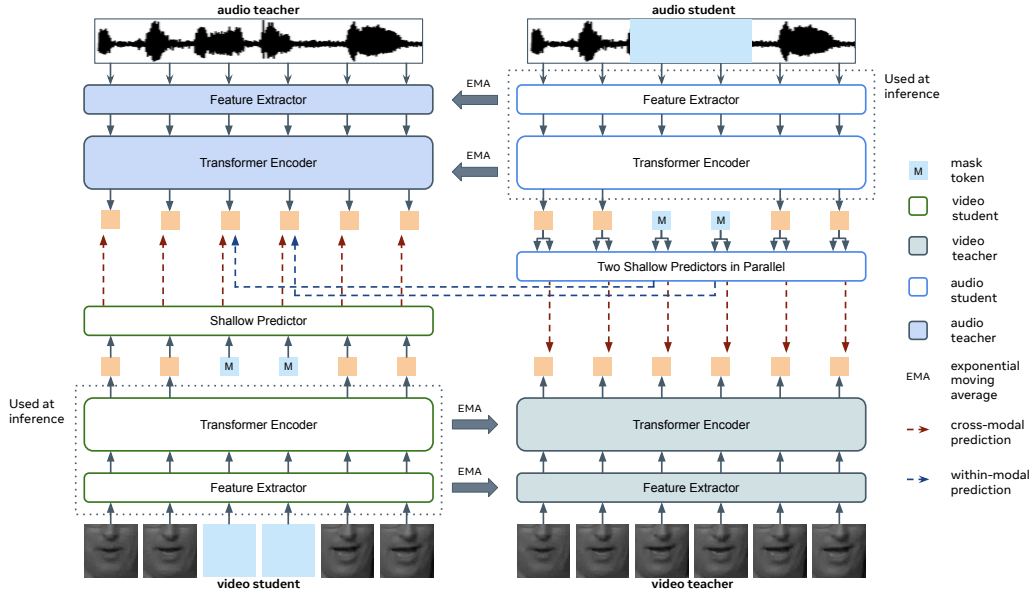 audio teacher
audio student
Feature Extractor
EMA
Feature Extractor
Used at
inference
Transformer Encoder
EMA
Transformer Encoder
M
M
Two Shallow Predictors in Parallel
Shallow Predictor
M
M
Used at
inference
Transformer Encoder
EMA
Transformer Encoder
Feature Extractor
EMA
Feature Extractor
video student
video teacher
M
mask
token
video
student
video
teacher
audio
student
audio
teacher
EMA
exponential
moving
average
cross-modal
prediction
within-modal
prediction